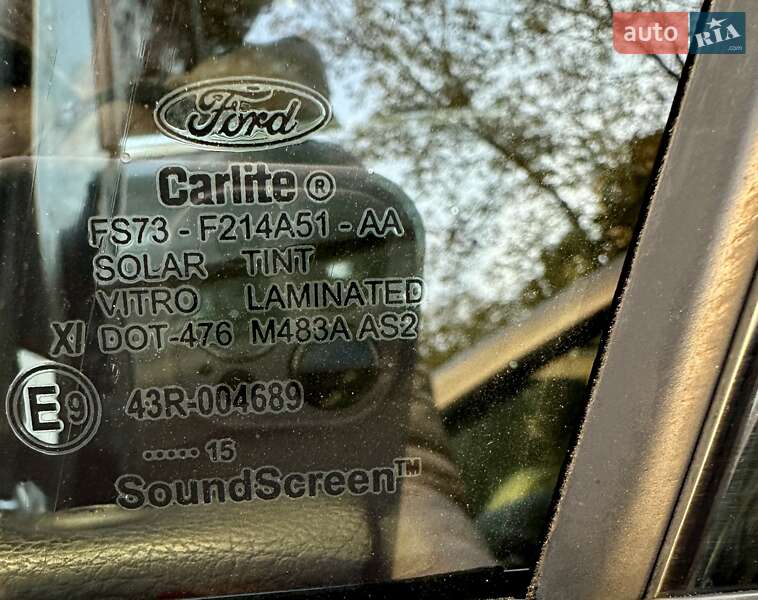 auto RIA .com
Ford
Carlite ®
FS73 - F214A51 - AA
SOLAR TINT
VITRO LAMINATED
XI DOT-476 M483A AS2
E9 43R-004689
..... 15
SoundScreen™